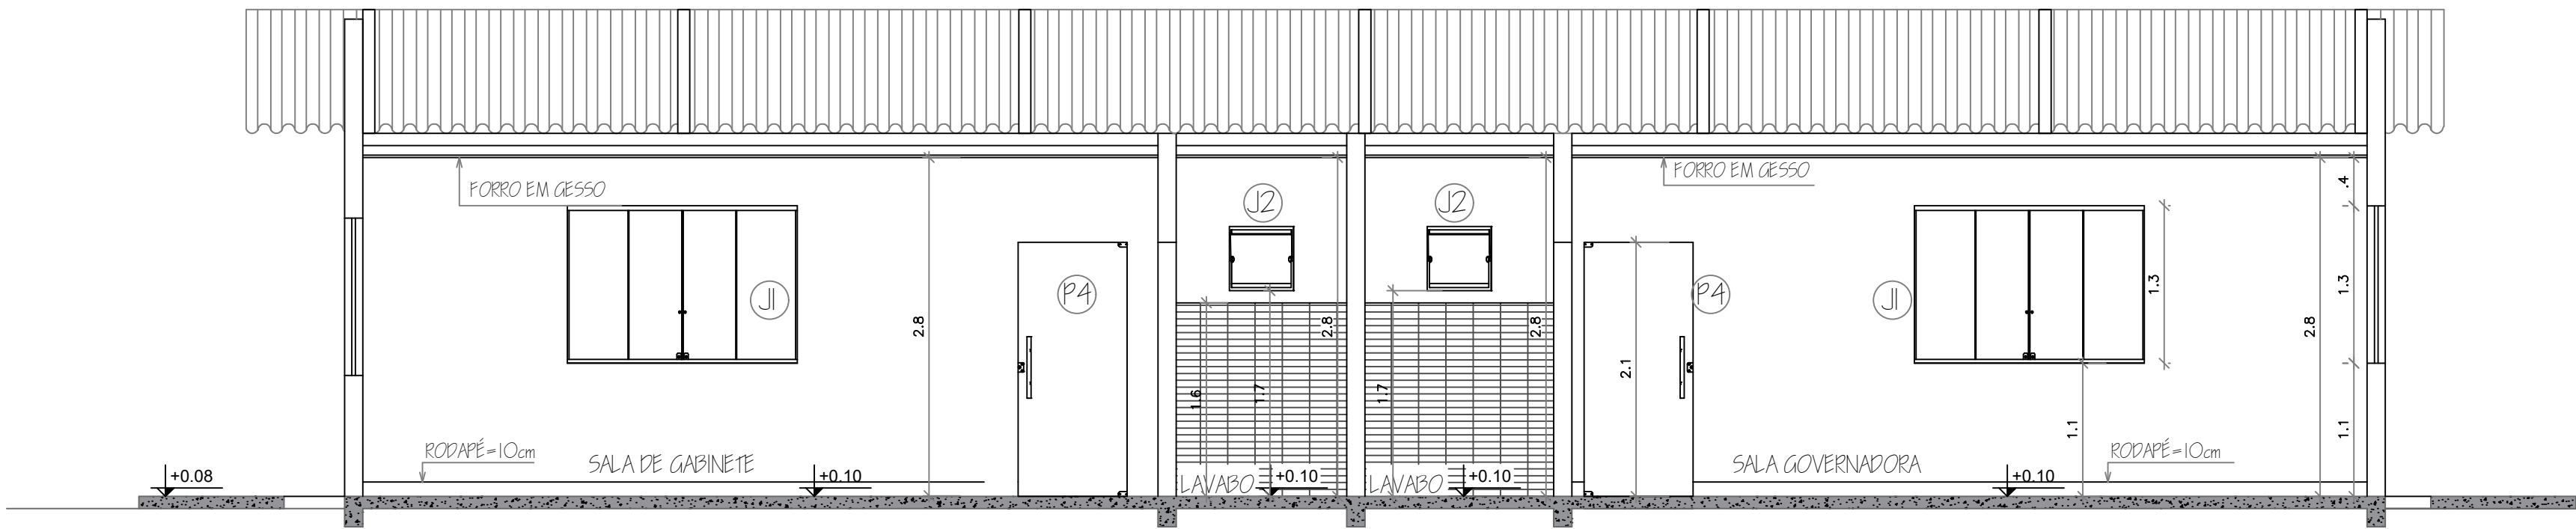 FORRO EM GESSO
J1
P4
J2
J2
P4
J1
FORRO EM GESSO
2.8
2.8
2.8
2.8
.4
1.3
1.3
1.1
1.1
2.1
1.6
1.7
1.7
RODAPÉ=10cm
SALA DE GABINETE
+0.08
+0.10
LAVABO
+0.10
LAVABO
+0.10
SALA GOVERNADORA
+0.10
RODAPÉ=10cm